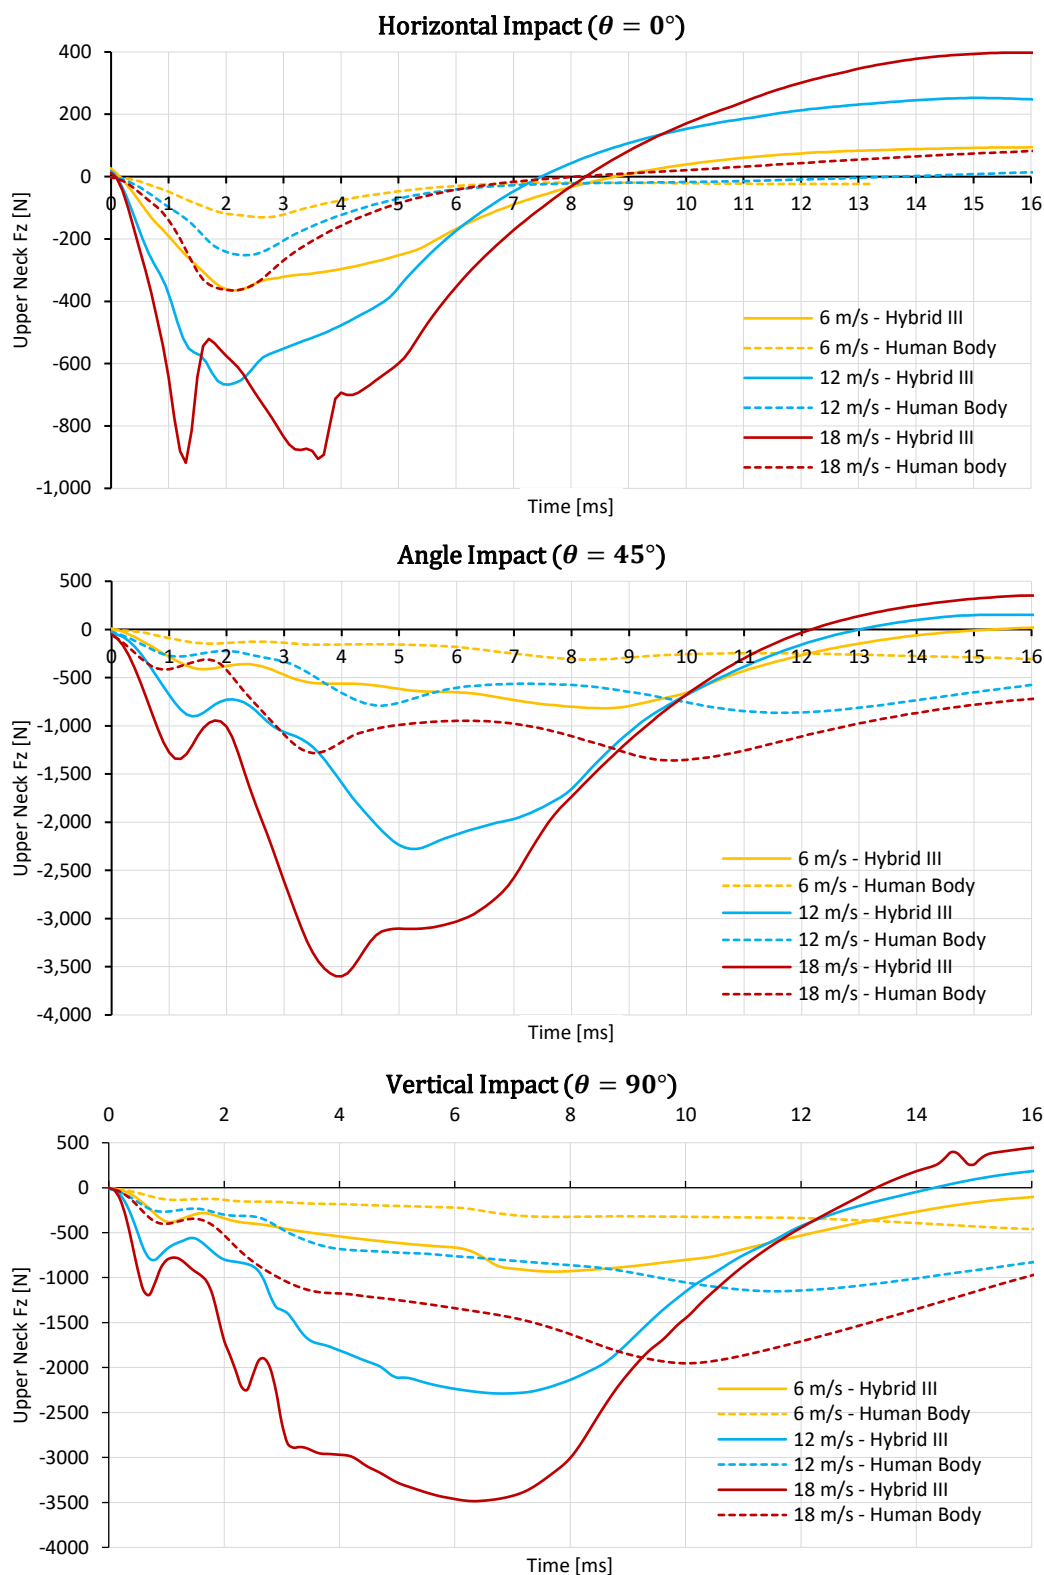 Horizontal Impact (θ = 0°)
400
200
0
-200
-400
-600
-800
-1,000
Upper Neck Fz [N]
0 1 2 3 4 5 6 7 8 9 10 11 12 13 14 15 16
6 m/s - Hybrid III
6 m/s - Human Body
12 m/s - Hybrid III
12 m/s - Human Body
18 m/s - Hybrid III
18 m/s - Human body
Time [ms]
Angle Impact (θ = 45°)
500
0
-500
-1,000
-1,500
-2,000
-2,500
-3,000
-3,500
-4,000
Upper Neck Fz [N]
0 1 2 3 4 5 6 7 8 9 10 11 12 13 14 15 16
6 m/s - Hybrid III
6 m/s - Human Body
12 m/s - Hybrid III
12 m/s - Human Body
18 m/s - Hybrid III
18 m/s - Human Body
Time [ms]
Vertical Impact (θ = 90°)
0 2 4 6 8 10 12 14 16
500
0
-500
-1000
-1500
-2000
-2500
-3000
-3500
-4000
Upper Neck Fz [N]
6 m/s - Hybrid III
6 m/s - Human Body
12 m/s - Hybrid III
12 m/s - Human Body
18 m/s - Hybrid III
18 m/s - Human Body
Time [ms]